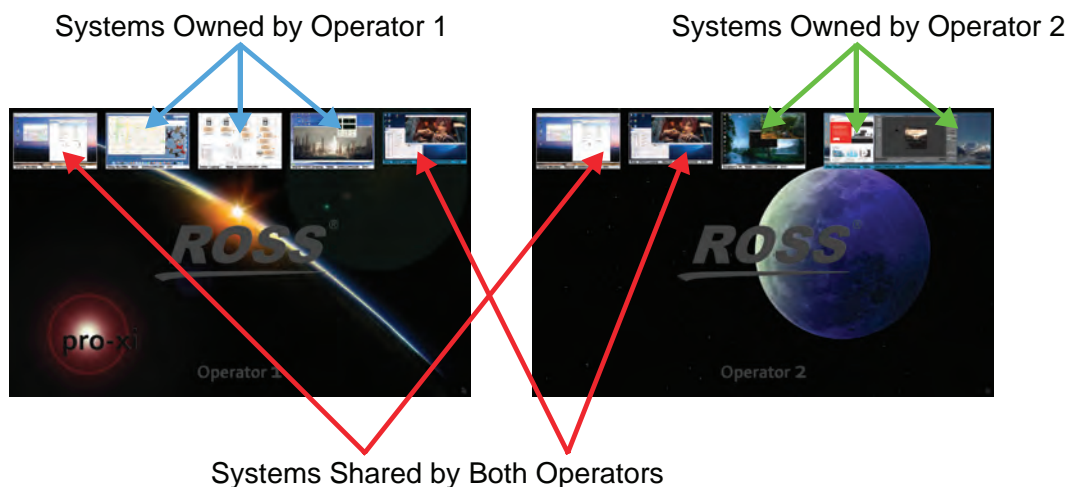 Systems Owned by Operator 1
Systems Owned by Operator 2
ROSS®
ROSS®
pro-xi
Operator 1
Operator 2
Systems Shared by Both Operators